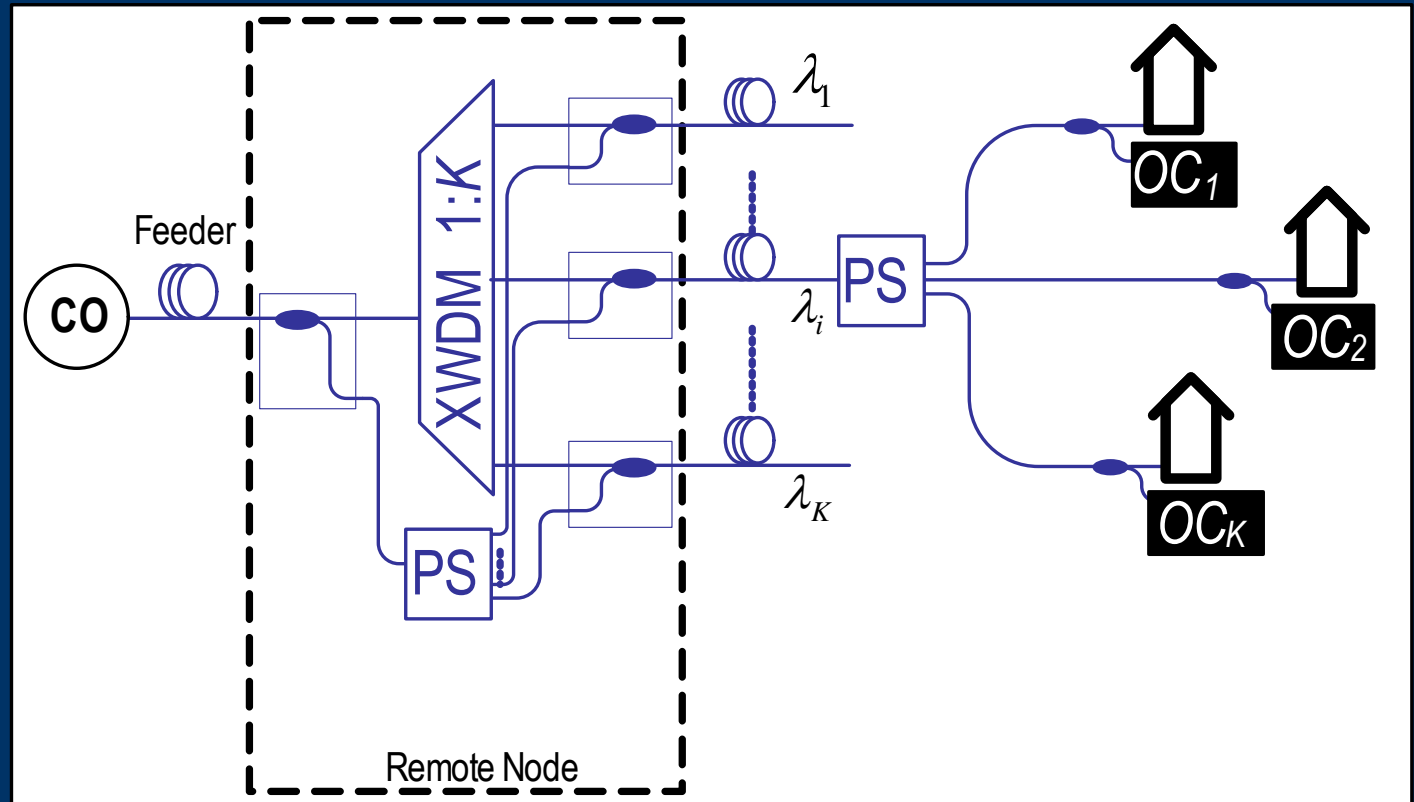 λ1
Feeder
CO
XWDM 1:K
λi
PS
OC1
OC2
λK
OCK
PS
Remote Node